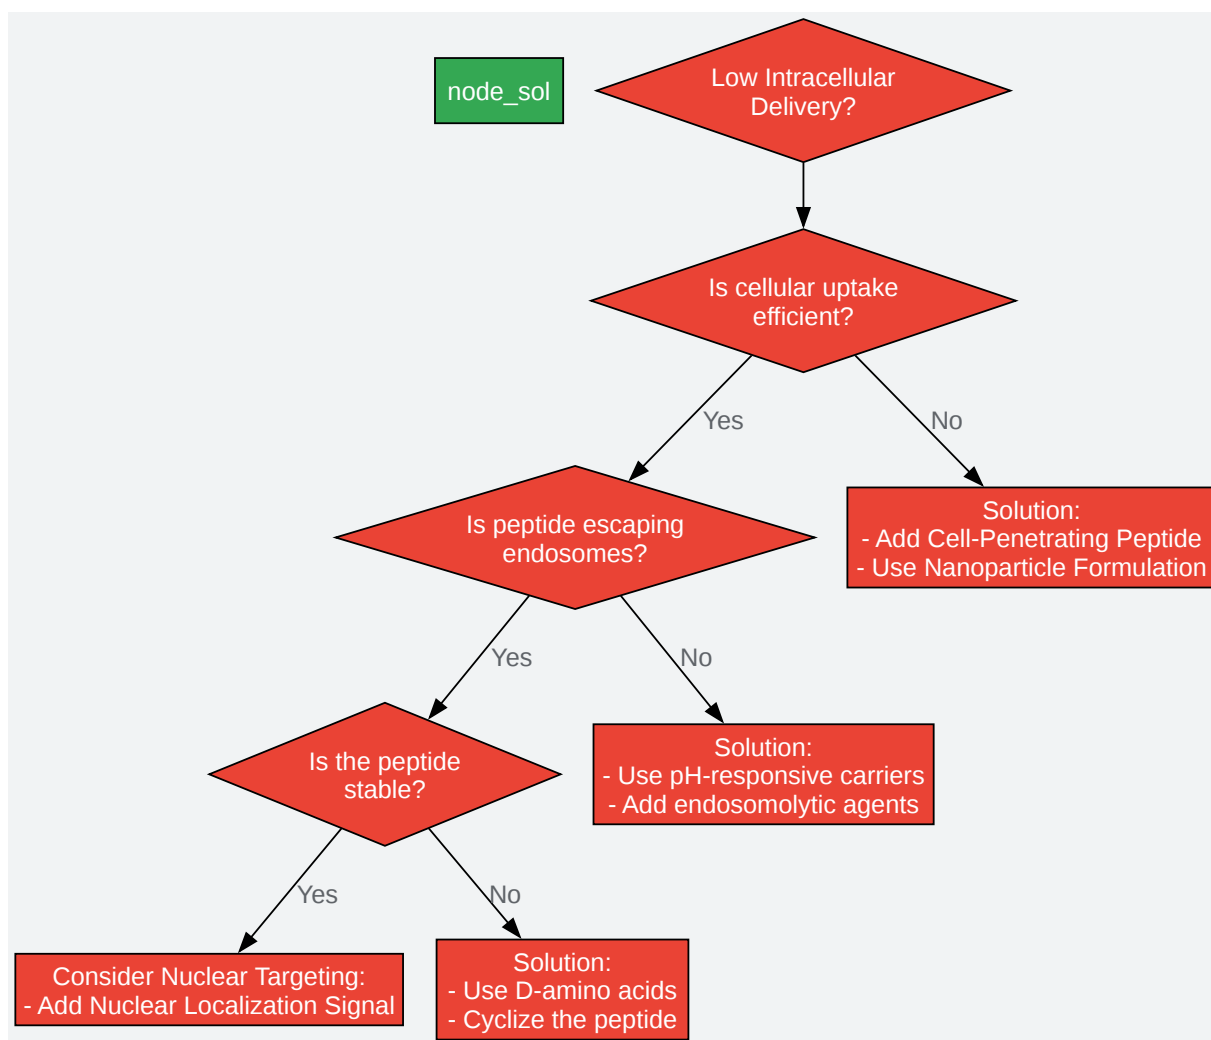 node_sol
Low Intracellular
Delivery?
Is cellular uptake
efficient?
Yes
No
Is peptide escaping
endosomes?
Solution:
- Add Cell-Penetrating Peptide
- Use Nanoparticle Formulation
Yes
No
Is the peptide
stable?
Solution:
- Use pH-responsive carriers
- Add endosomolytic agents
Yes
No
Consider Nuclear Targeting:
- Add Nuclear Localization Signal
Solution:
- Use D-amino acids
- Cyclize the peptide